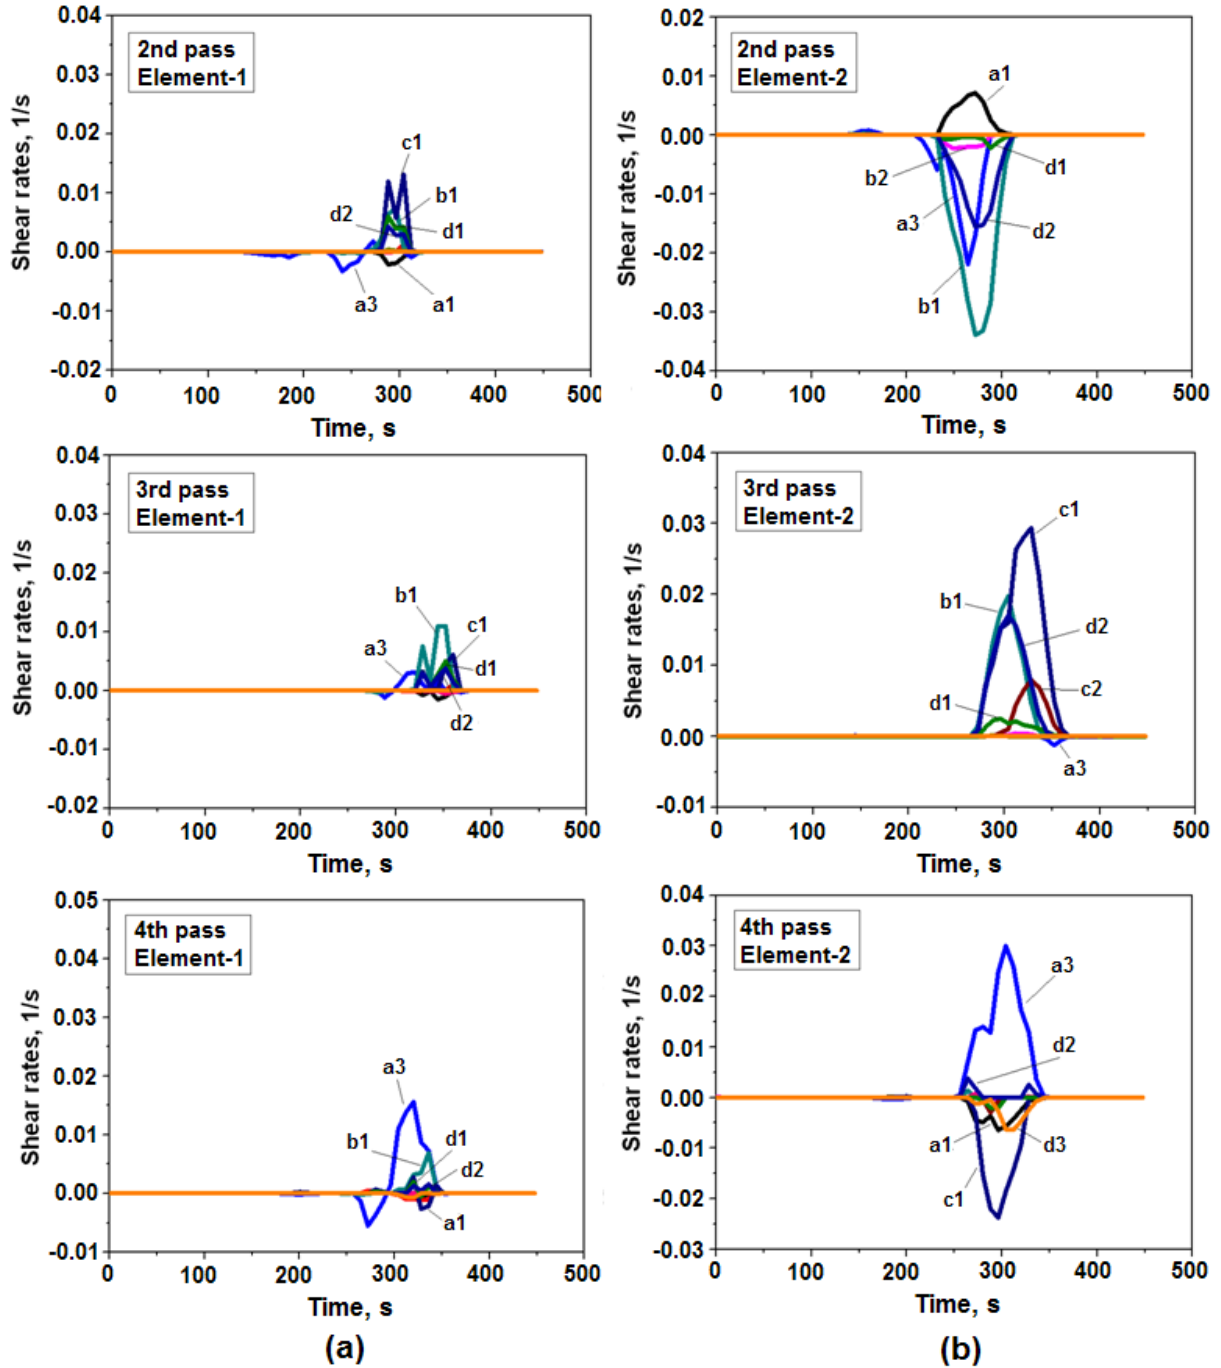 0.04
0.03
0.02
0.01
0.00
-0.01
-0.02
Shear rates, 1/s
2nd pass
Element-1
c1
b1
d2
d1
a3
a1
0
100
200
300
400
500
Time, s
0.02
0.01
0.00
-0.01
-0.02
-0.03
-0.04
Shear rates, 1/s
2nd pass
Element-2
a1
b2
d1
a3
d2
b1
0
100
200
300
400
500
Time, s
0.04
0.03
0.02
0.01
0.00
-0.01
-0.02
Shear rates, 1/s
3rd pass
Element-1
b1
c1
a3
d1
d2
0
100
200
300
400
500
Time, s
0.04
0.03
0.02
0.01
0.00
-0.01
Shear rates, 1/s
3rd pass
Element-2
c1
b1
d2
c2
d1
a3
0
100
200
300
400
500
Time, s
0.05
0.04
0.03
0.02
0.01
0.00
-0.01
Shear rates, 1/s
4th pass
Element-1
a3
b1
d1
d2
a1
0
100
200
300
400
500
Time, s
(a)
0.04
0.03
0.02
0.01
0.00
-0.01
-0.02
-0.03
Shear rates, 1/s
4th pass
Element-2
a3
d2
a1
d3
c1
0
100
200
300
400
500
Time, s
(b)